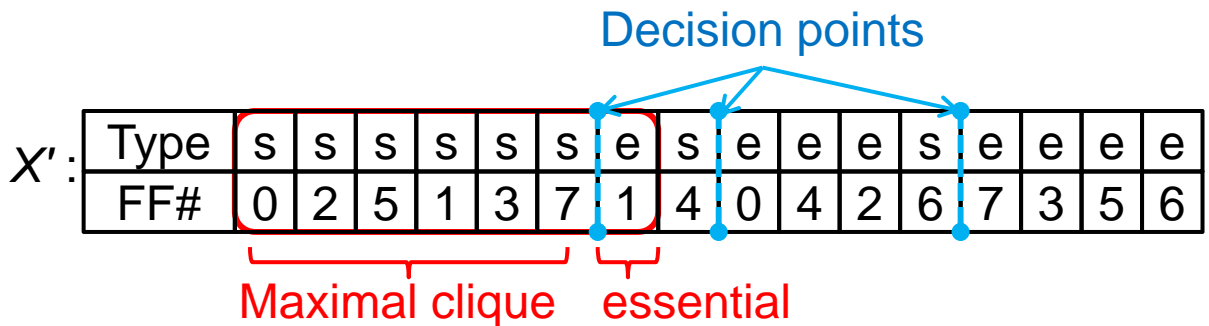 Decision points
X′:
Type s s s s s s e s e e e s e e e e
FF# 0 2 5 1 3 7 1 4 0 4 2 6 7 3 5 6
Maximal clique essential